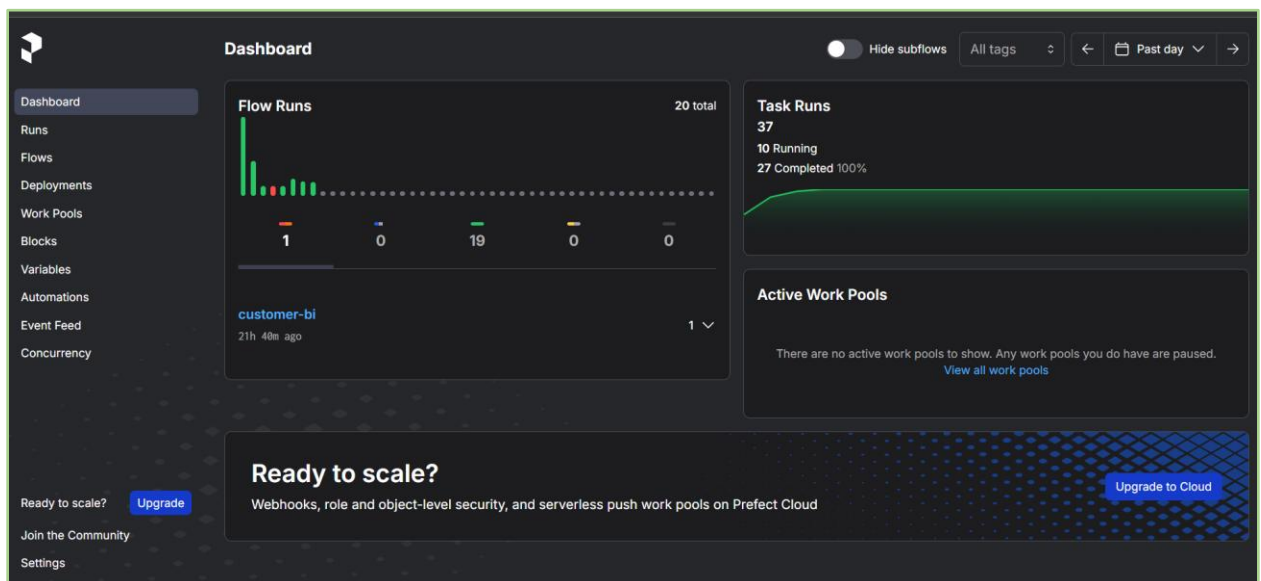 Dashboard
Hide subflows
All tags
Past day
Dashboard
Runs
Flows
Deployments
Work Pools
Blocks
Variables
Automations
Event Feed
Concurrency
Ready to scale?
Upgrade
Join the Community
Settings
Flow Runs
20 total
1 0 19 0 0
customer-bi
21h 40m ago
1
Task Runs
37
10 Running
27 Completed 100%
Active Work Pools
There are no active work pools to show. Any work pools you do have are paused.
View all work pools
Ready to scale?
Webhooks, role and object-level security, and serverless push work pools on Prefect Cloud
Upgrade to Cloud